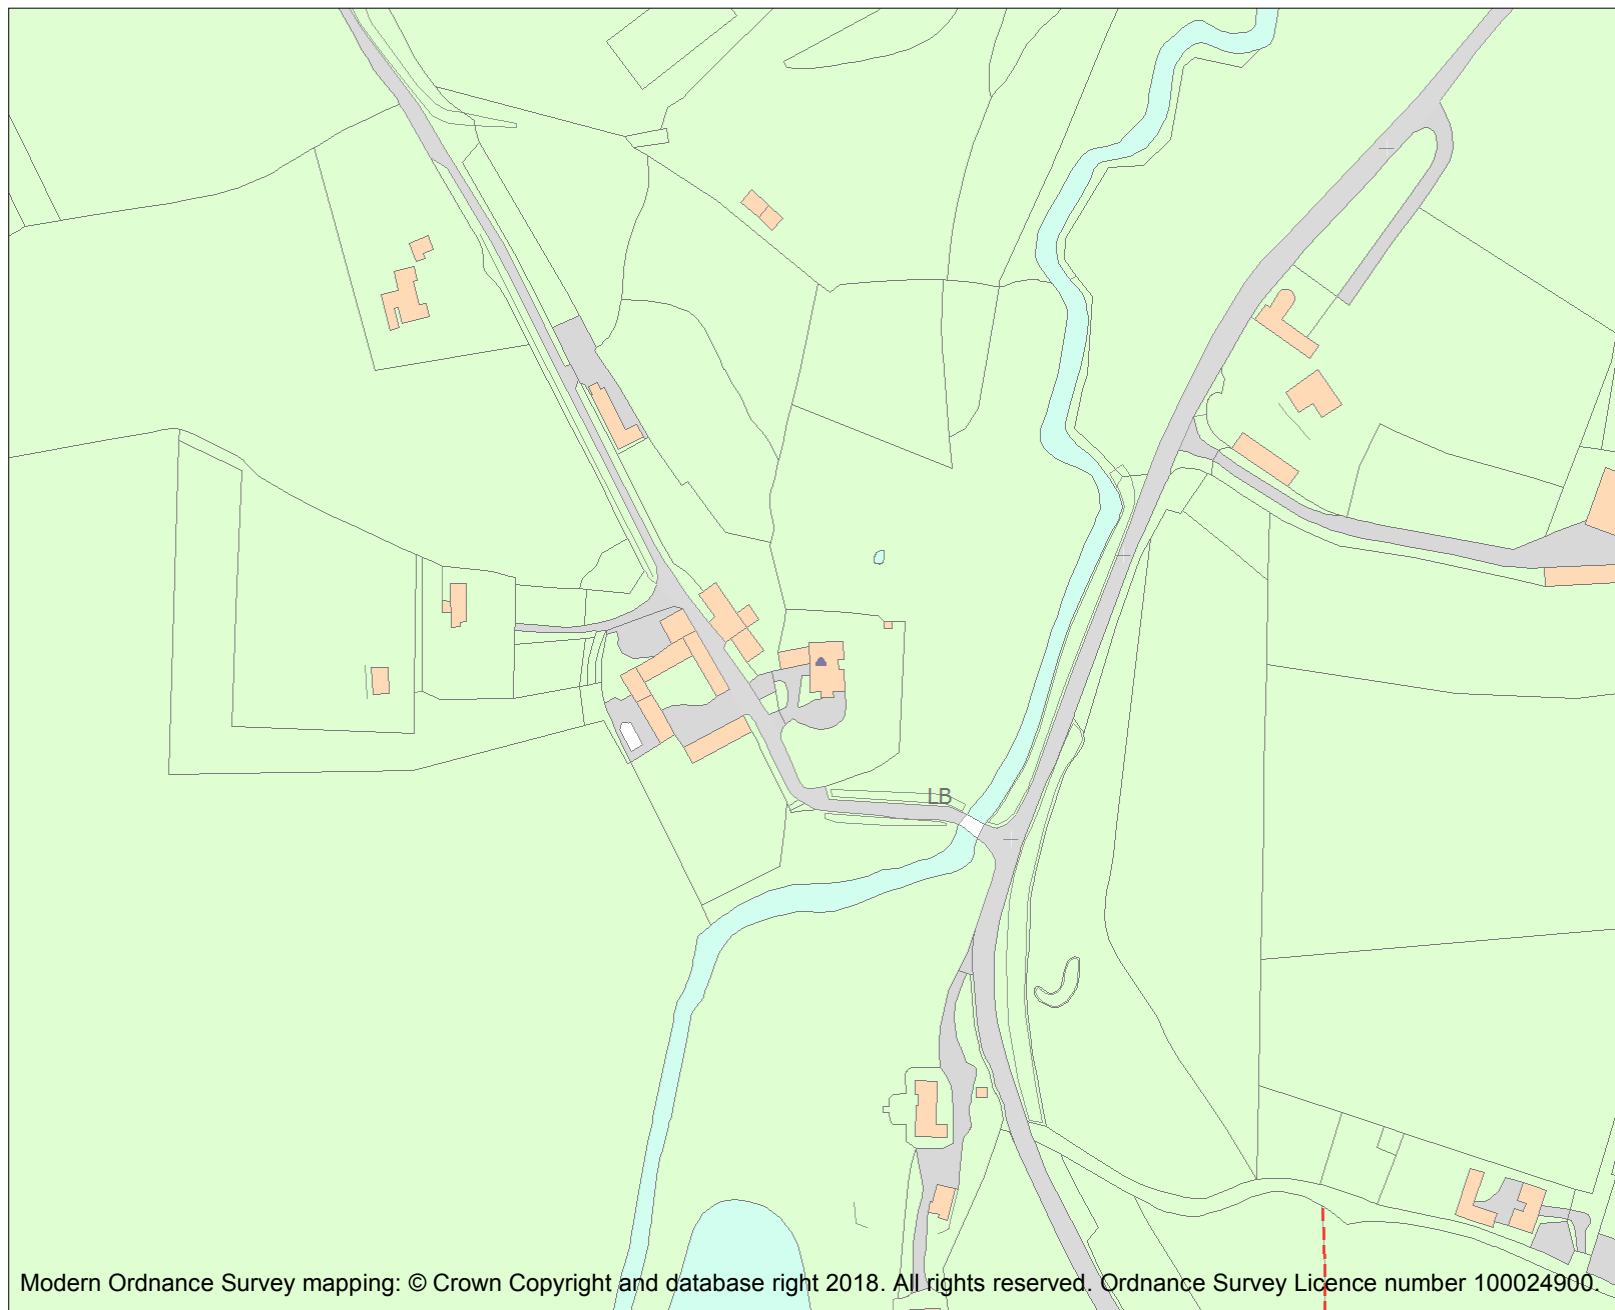 LB
Modern Ordnance Survey mapping: © Crown Copyright and database right 2018. All rights reserved. Ordnance Survey Licence number 100024900.